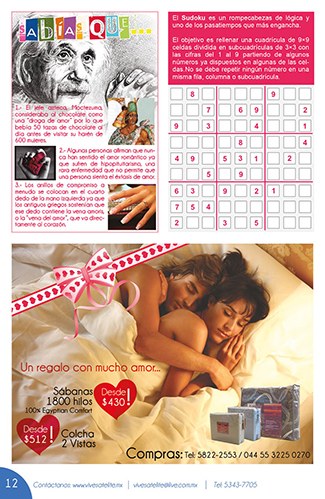 SABÍAS QUE...
1.- El jefe azteca, Moctesuma,
consideraba al chocolate como
una "droga de amor" por lo que
bebía 50 tazas de chocolate al
día antes de visitar su harén de
600 mujeres.
2.- Algunas personas afirman que nun-
ca han sentido el amor romántico ya
que sufren de hipopituitarismo, una
rara enfermedad que no permite que
una persona sienta el éxtasis de amor.
3.- Los anillos de compromiso a
menudo se colocan en el cuarto
dedo de la mano izquierda ya que
los antiguos griegos sostenían que
ese dedo contiene la vena amoris,
o la "vena del amor", que va direc-
tamente al corazón.
El Sudoku es un rompecabezas de lógica y
uno de los pasatiempos que más engancha.
El objetivo es rellenar una cuadrícula de 9×9
celdas dividida en subcuadrículas de 3×3 con
las cifras del 1 al 9 partiendo de algunos
números ya dispuestos en algunas de las cel-
das.No se debe repetir ningún número en una
misma fila, columna o subcuadrícula.
8 9
7 6 9 2
9 3 4 1
8 4
4 9 5 3 1 2
5 9
6 3 9 2 1
7 5 4
2 3 5
Un regalo con mucho amor...
Sábanas
1800 hilos
100% Egyptian Comfort
Desde
$430!
Desde
$512!
Colcha
2 Vistas
Compras: Tel: 5822-2553 / 044 55 3225 0270
12 Contáctanos: www.vivesatelite.mx | vivesatelite@live.com.mx | Tel: 5343-7705